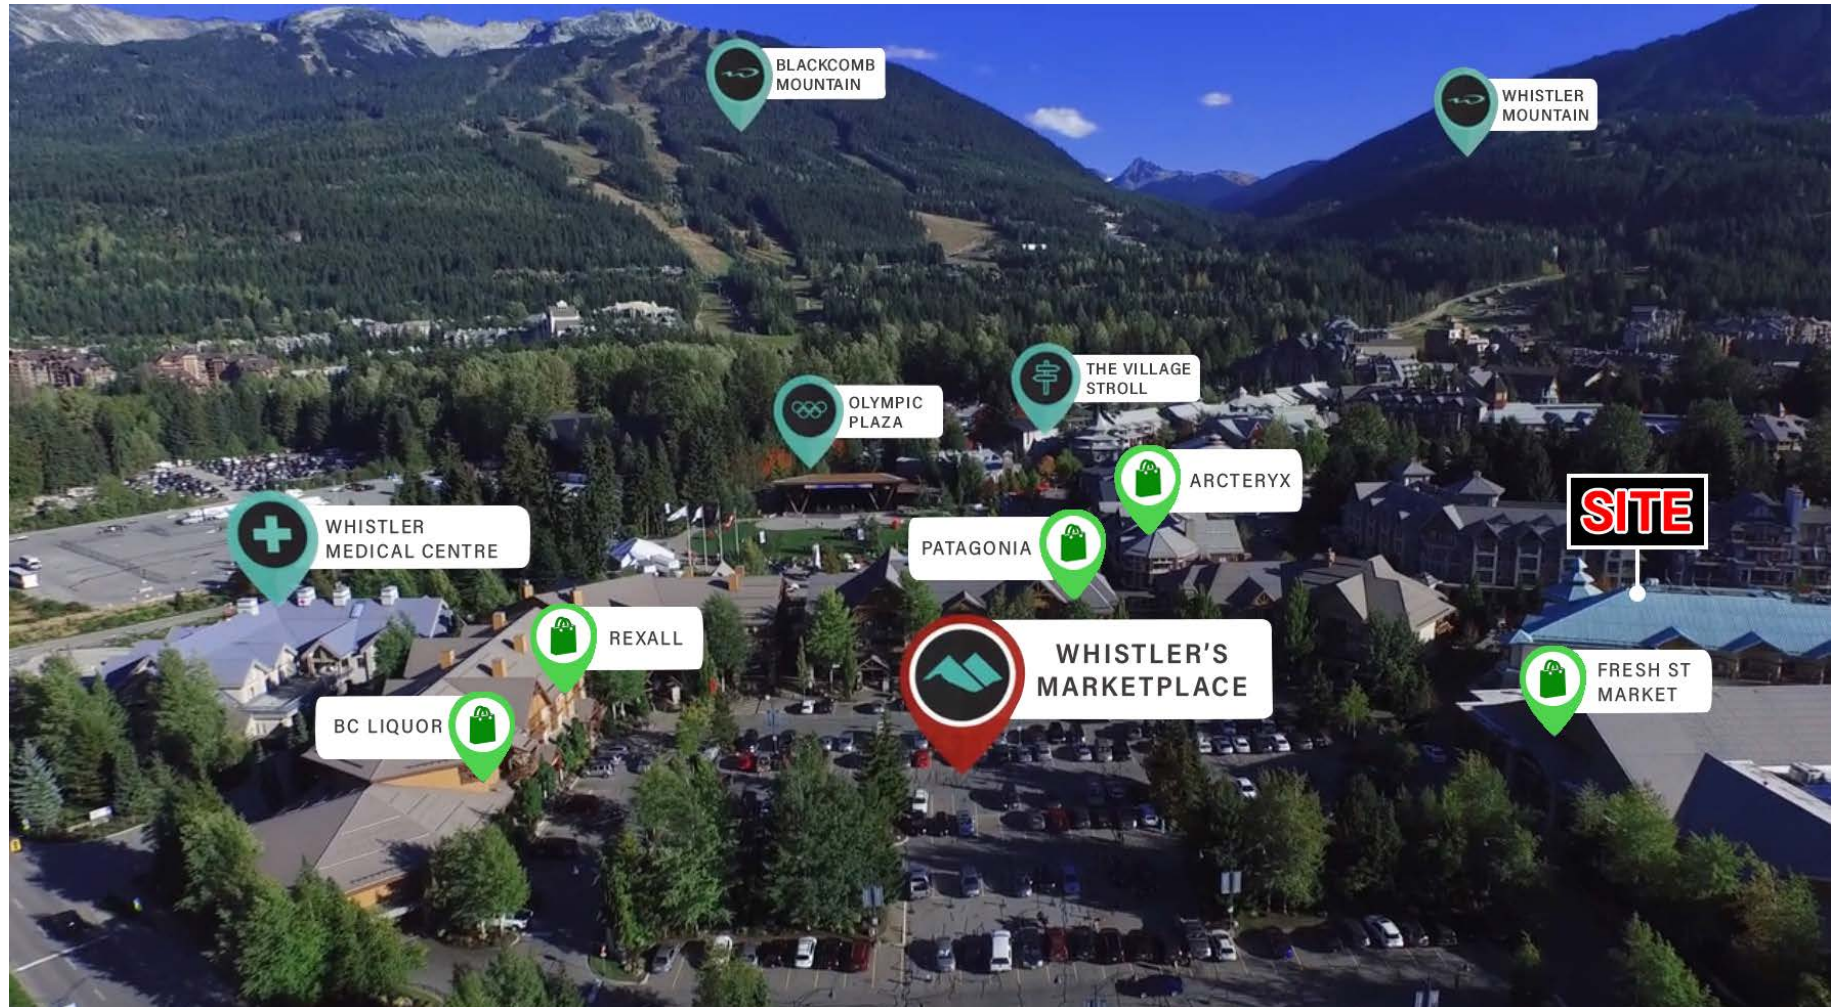 BLACKCOMB
MOUNTAIN
WHISTLER
MOUNTAIN
THE VILLAGE
STROLL
OLYMPIC
PLAZA
ARCTERYX
SITE
WHISTLER
MEDICAL CENTRE
PATAGONIA
REXALL
WHISTLER'S
MARKETPLACE
FRESH ST
MARKET
BC LIQUOR